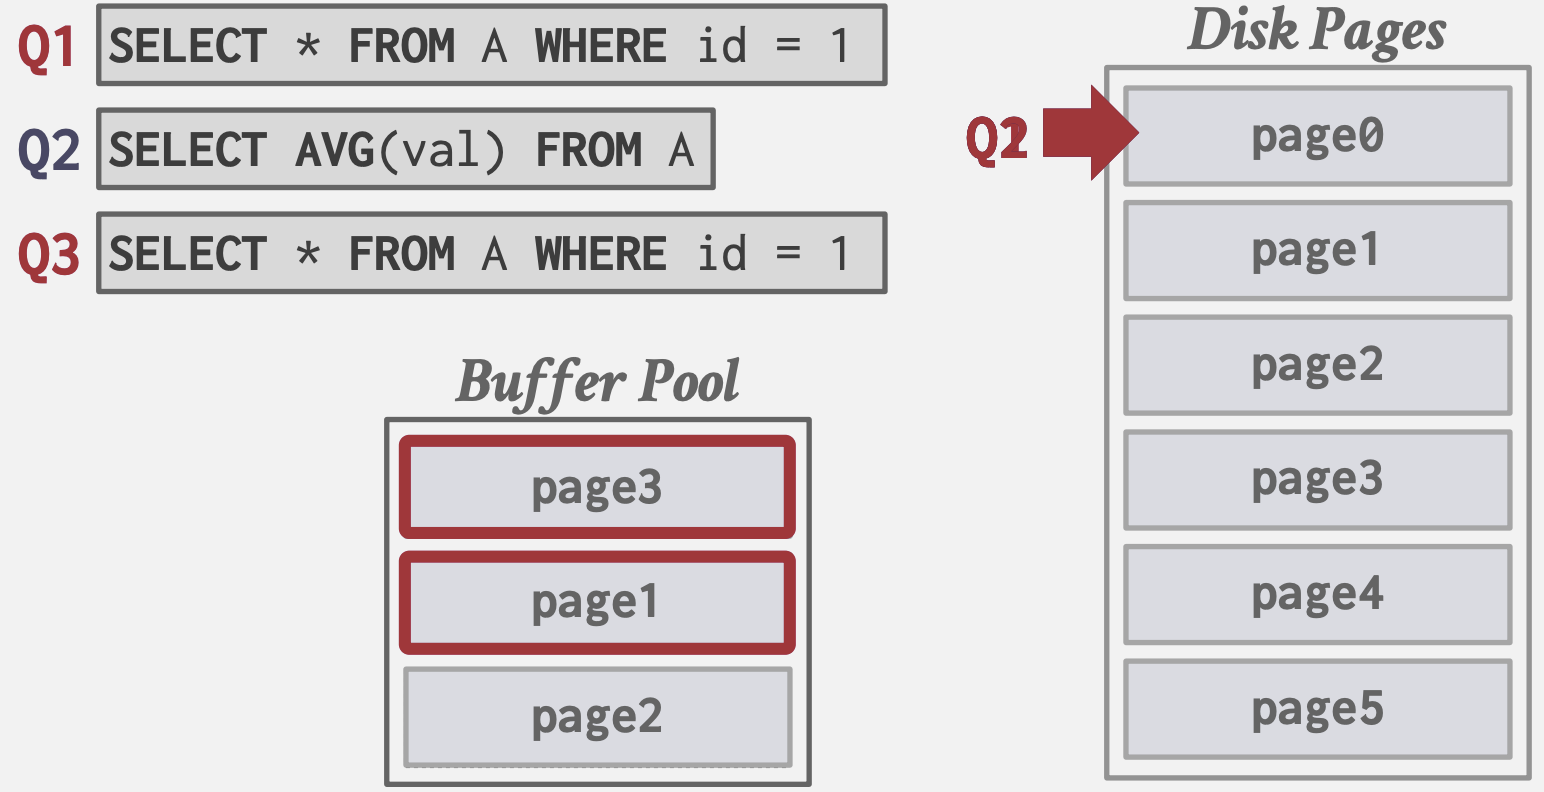 Q1 SELECT * FROM A WHERE id = 1
Q2 SELECT AVG(val) FROM A
Q3 SELECT * FROM A WHERE id = 1
Buffer Pool
page3
page1
page2
Disk Pages
page0
page1
page2
page3
page4
page5